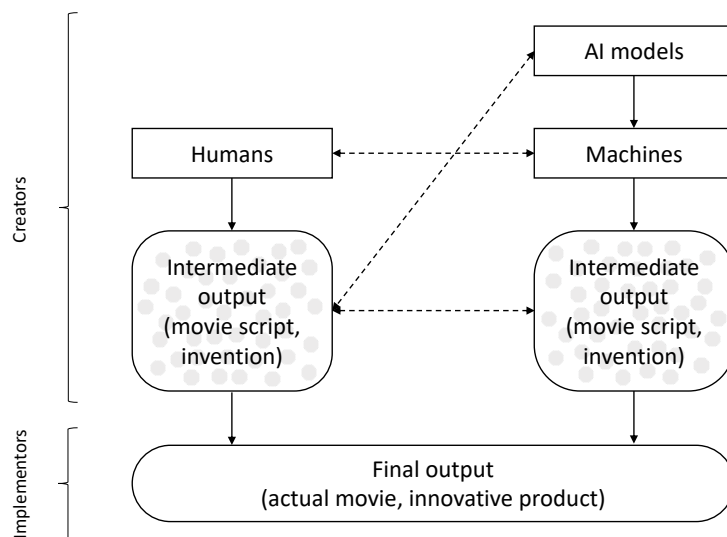 AI models
Humans
Machines
Creators
Intermediate
output
(movie script,
invention)
Intermediate
output
(movie script,
invention)
Implementors
Final output
(actual movie, innovative product)